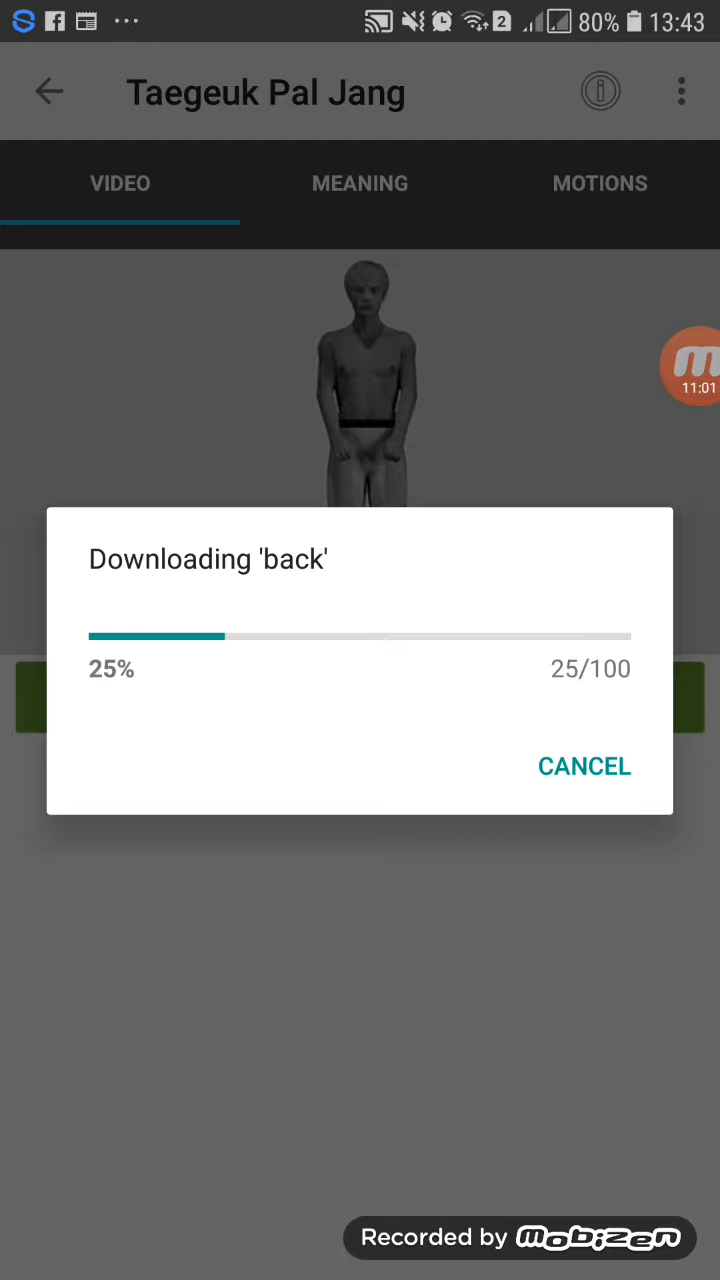 2 80% 13:43
Taegeuk Pal Jang
VIDEO MEANING MOTIONS
11:01
Downloading 'back'
25% 25/100
CANCEL
Recorded by mobizen